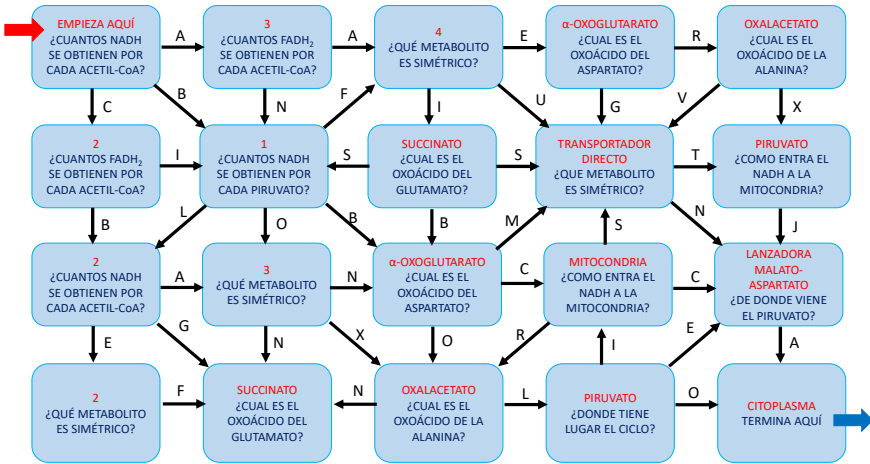 EMPIEZA AQUÍ
¿CUANTOS NADH
SE OBTIENEN POR
CADA ACETIL-CoA?
A
3
¿CUANTOS FADH₂
SE OBTIENEN POR
CADA ACETIL-CoA?
A
4
¿QUÉ METABOLITO
ES SIMÉTRICO?
E
α-OXOGLUTARATO
¿CUAL ES EL
OXOÁCIDO DEL
ASPARTATO?
R
OXALACETATO
¿CUAL ES EL
OXOÁCIDO DE LA
ALANINA?
C
B
N
F
I
U
G
V
X
2
¿CUANTOS FADH₂
SE OBTIENEN POR
CADA ACETIL-CoA?
I
1
¿CUANTOS NADH
SE OBTIENEN POR
CADA PIRUVATO?
S
SUCCINATO
¿CUAL ES EL
OXOÁCIDO DEL
GLUTAMATO?
S
TRANSPORTADOR
DIRECTO
¿QUE METABOLITO
ES SIMÉTRICO?
T
PIRUVATO
¿COMO ENTRA EL
NADH A LA
MITOCONDRIA?
B
L
O
B
B
M
S
N
J
2
¿CUANTOS NADH
SE OBTIENEN POR
CADA ACETIL-CoA?
A
3
¿QUÉ METABOLITO
ES SIMÉTRICO?
N
α-OXOGLUTARATO
¿CUAL ES EL
OXOÁCIDO DEL
ASPARTATO?
C
MITOCONDRIA
¿COMO ENTRA EL
NADH A LA
MITOCONDRIA?
C
LANZADORA
MALATO-
ASPARTATO
¿DE DONDE VIENE
EL PIRUVATO?
E
G
N
X
O
R
I
E
A
2
¿QUÉ METABOLITO
ES SIMÉTRICO?
F
SUCCINATO
¿CUAL ES EL
OXOÁCIDO DEL
GLUTAMATO?
N
OXALACETATO
¿CUAL ES EL
OXOÁCIDO DE LA
ALANINA?
L
PIRUVATO
¿DONDE TIENE
LUGAR EL CICLO?
O
CITOPLASMA
TERMINA AQUÍ